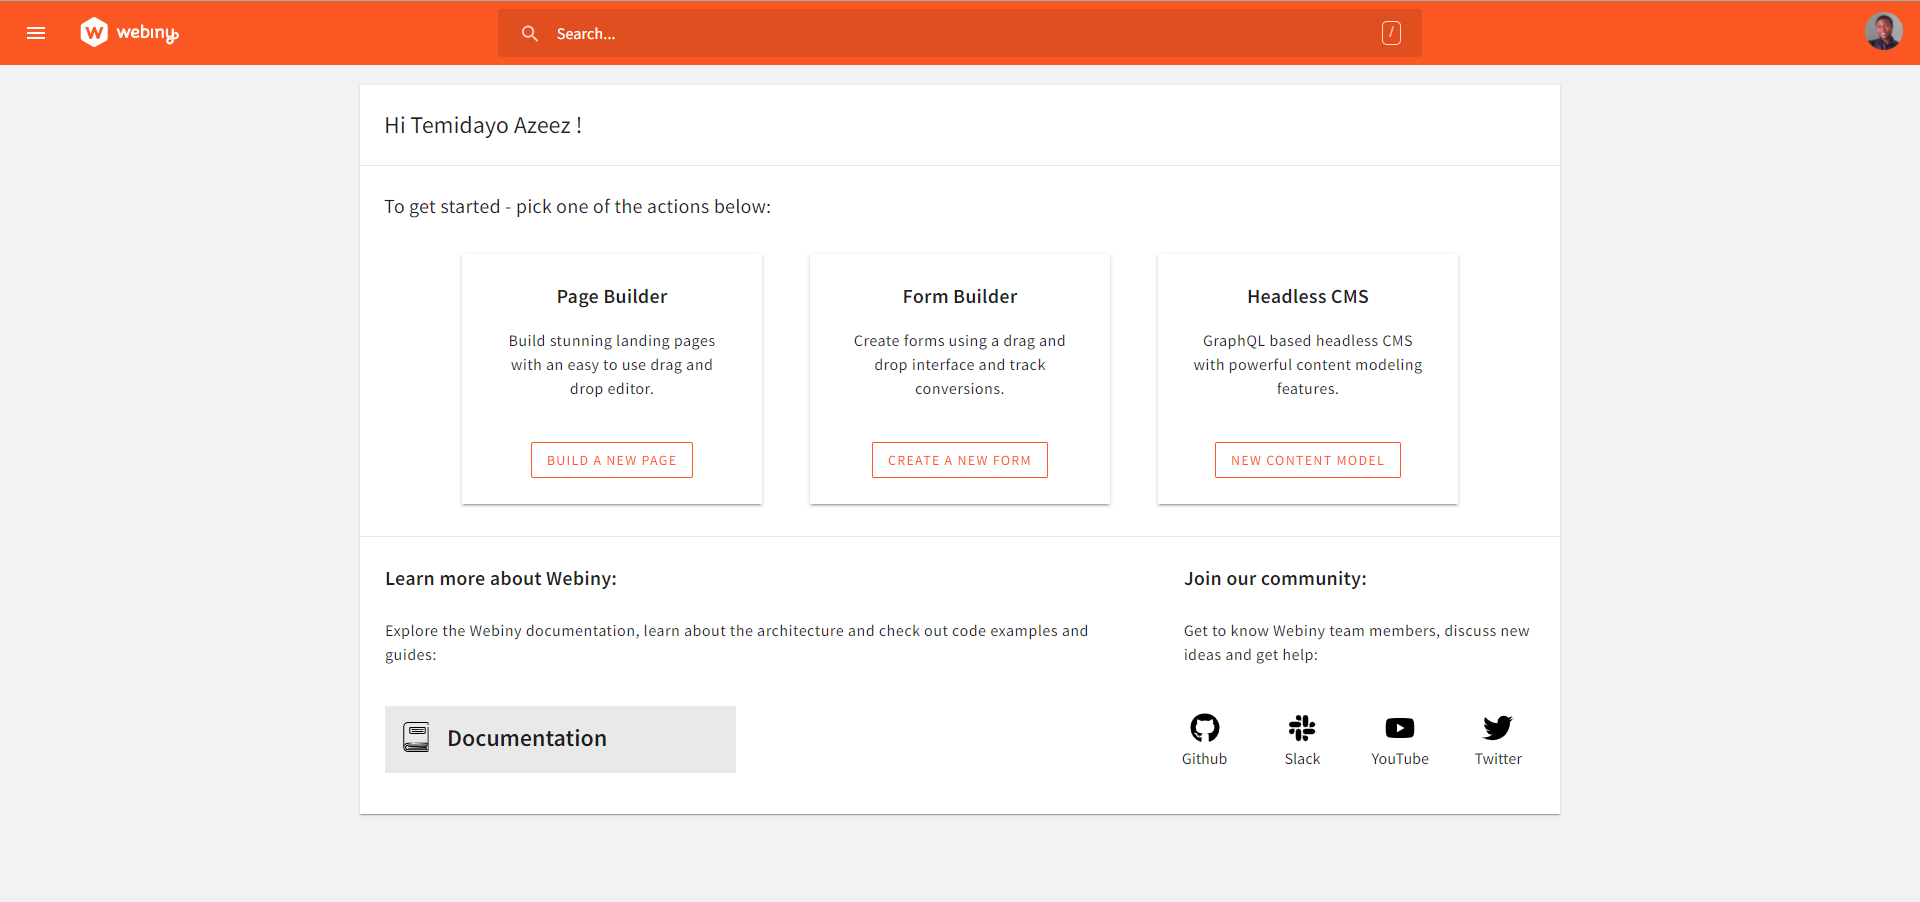 webiny
Search...
/
Hi Temidayo Azeez !
To get started - pick one of the actions below:
Page Builder
Build stunning landing pages
with an easy to use drag and
drop editor.
BUILD A NEW PAGE
Form Builder
Create forms using a drag and
drop interface and track
conversions.
CREATE A NEW FORM
Headless CMS
GraphQL based headless CMS
with powerful content modeling
features.
NEW CONTENT MODEL
Learn more about Webiny:
Explore the Webiny documentation, learn about the architecture and check out code examples and
guides:
Documentation
Join our community:
Get to know Webiny team members, discuss new
ideas and get help:
Github
Slack
YouTube
Twitter